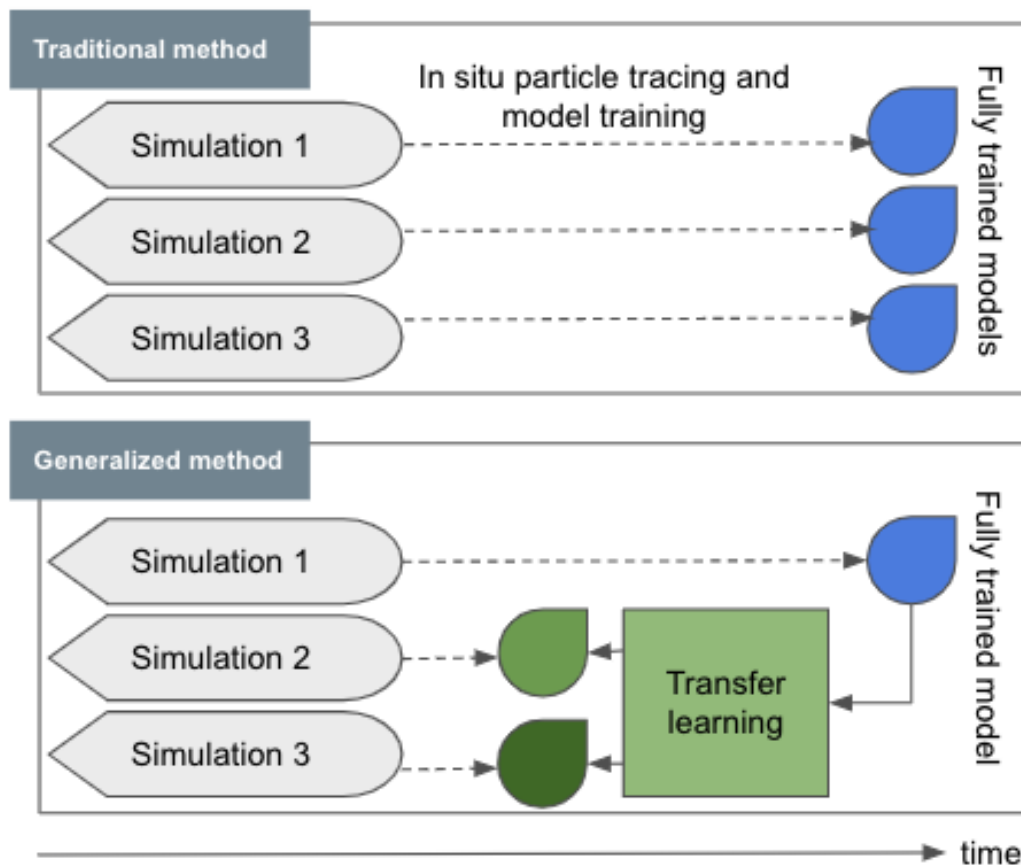 Traditional method
In situ particle tracing and
model training
Simulation 1
Simulation 2
Simulation 3
Fully trained models
Generalized method
Simulation 1
Simulation 2
Simulation 3
Transfer
learning
Fully trained model
time